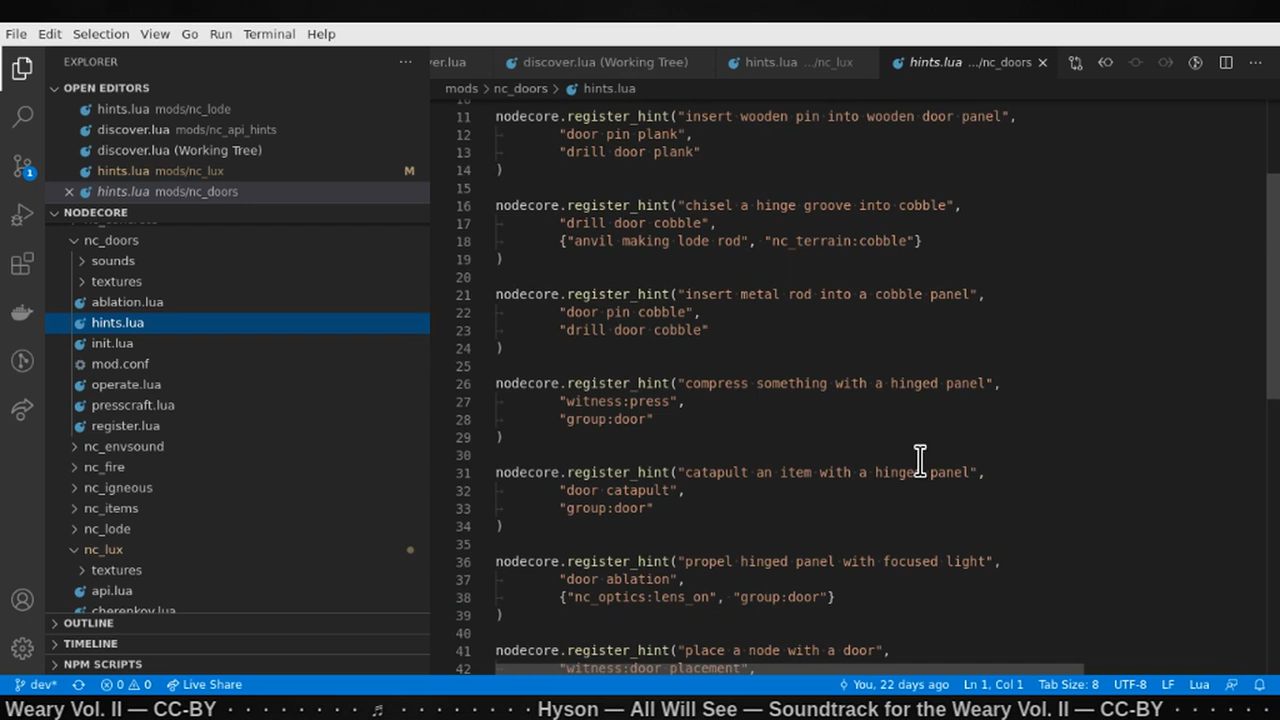 File Edit Selection View Go Run Terminal Help
EXPLORER ···
OPEN EDITORS
hints.lua mods/nc_lode
discover.lua mods/nc_api_hints
discover.lua (Working Tree)
hints.lua mods/nc_lux M
hints.lua mods/nc_doors
NODECORE
nc_doors
sounds
textures
ablation.lua
hints.lua
init.lua
mod.conf
operate.lua
presscraft.lua
register.lua
nc_envsound
nc_fire
nc_igneous
nc_items
nc_lode
nc_lux
textures
api.lua
cherenkov.lua
OUTLINE
TIMELINE
NPM SCRIPTS
ver.lua discover.lua (Working Tree) hints.lua .../nc_lux hints.lua .../nc_doors
mods > nc_doors > hints.lua
10
11 nodecore.register_hint("insert wooden pin into wooden door panel",
12 "door pin plank",
13 "drill door plank"
14 )
15
16 nodecore.register_hint("chisel a hinge groove into cobble",
17 "drill door cobble",
18 {"anvil making lode rod", "nc_terrain:cobble"}
19 )
20
21 nodecore.register_hint("insert metal rod into a cobble panel",
22 "door pin cobble",
23 "drill door cobble"
24 )
25
26 nodecore.register_hint("compress something with a hinged panel",
27 "witness:press",
28 "group:door"
29 )
30
31 nodecore.register_hint("catapult an item with a hinged panel",
32 "door catapult",
33 "group:door"
34 )
35
36 nodecore.register_hint("propel hinged panel with focused light",
37 "door ablation",
38 {"nc_optics:lens_on", "group:door"}
39 )
40
41 nodecore.register_hint("place a node with a door",
42 "witness:door placement",
dev* 0 0 Live Share You, 22 days ago Ln 1, Col 1 Tab Size: 8 UTF-8 LF Lua
Weary Vol. II — CC-BY · · · · · · · ♬ · · · · · · · Hyson — All Will See — Soundtrack for the Weary Vol. II — CC-BY · · · · · · ·